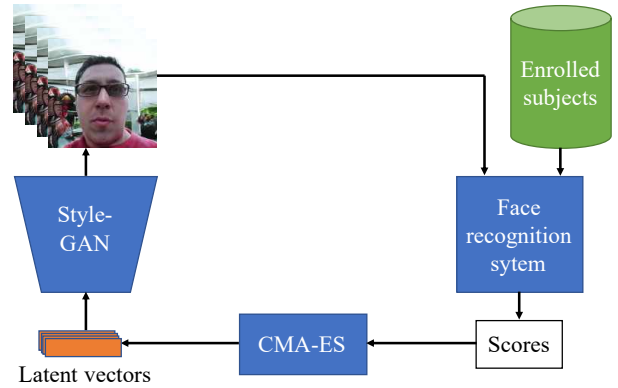 Enrolled
subjects
Style-
GAN
Face
recognition
sytem
CMA-ES
Scores
Latent vectors